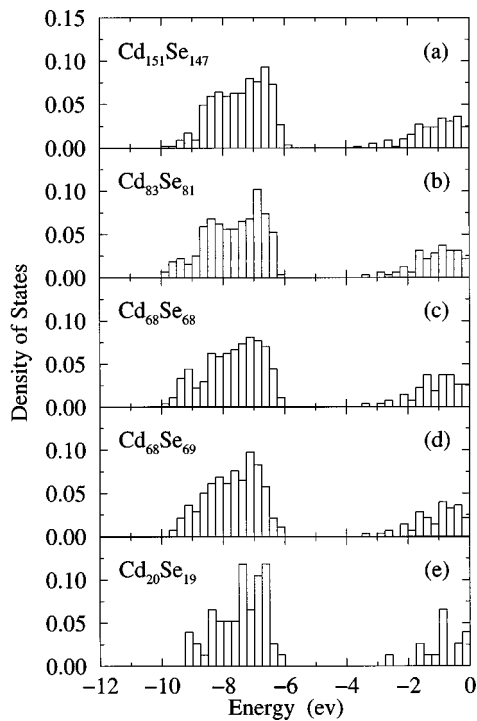 0.15
Cd151Se147 (a)
0.10
0.05
0.00
Cd83Se81 (b)
0.10
0.05
0.00
Cd68Se68 (c)
0.10
0.05
0.00
Cd68Se69 (d)
0.10
0.05
0.00
Cd20Se19 (e)
0.10
0.05
0.00
Density of States
−12 −10 −8 −6 −4 −2 0
Energy (ev)